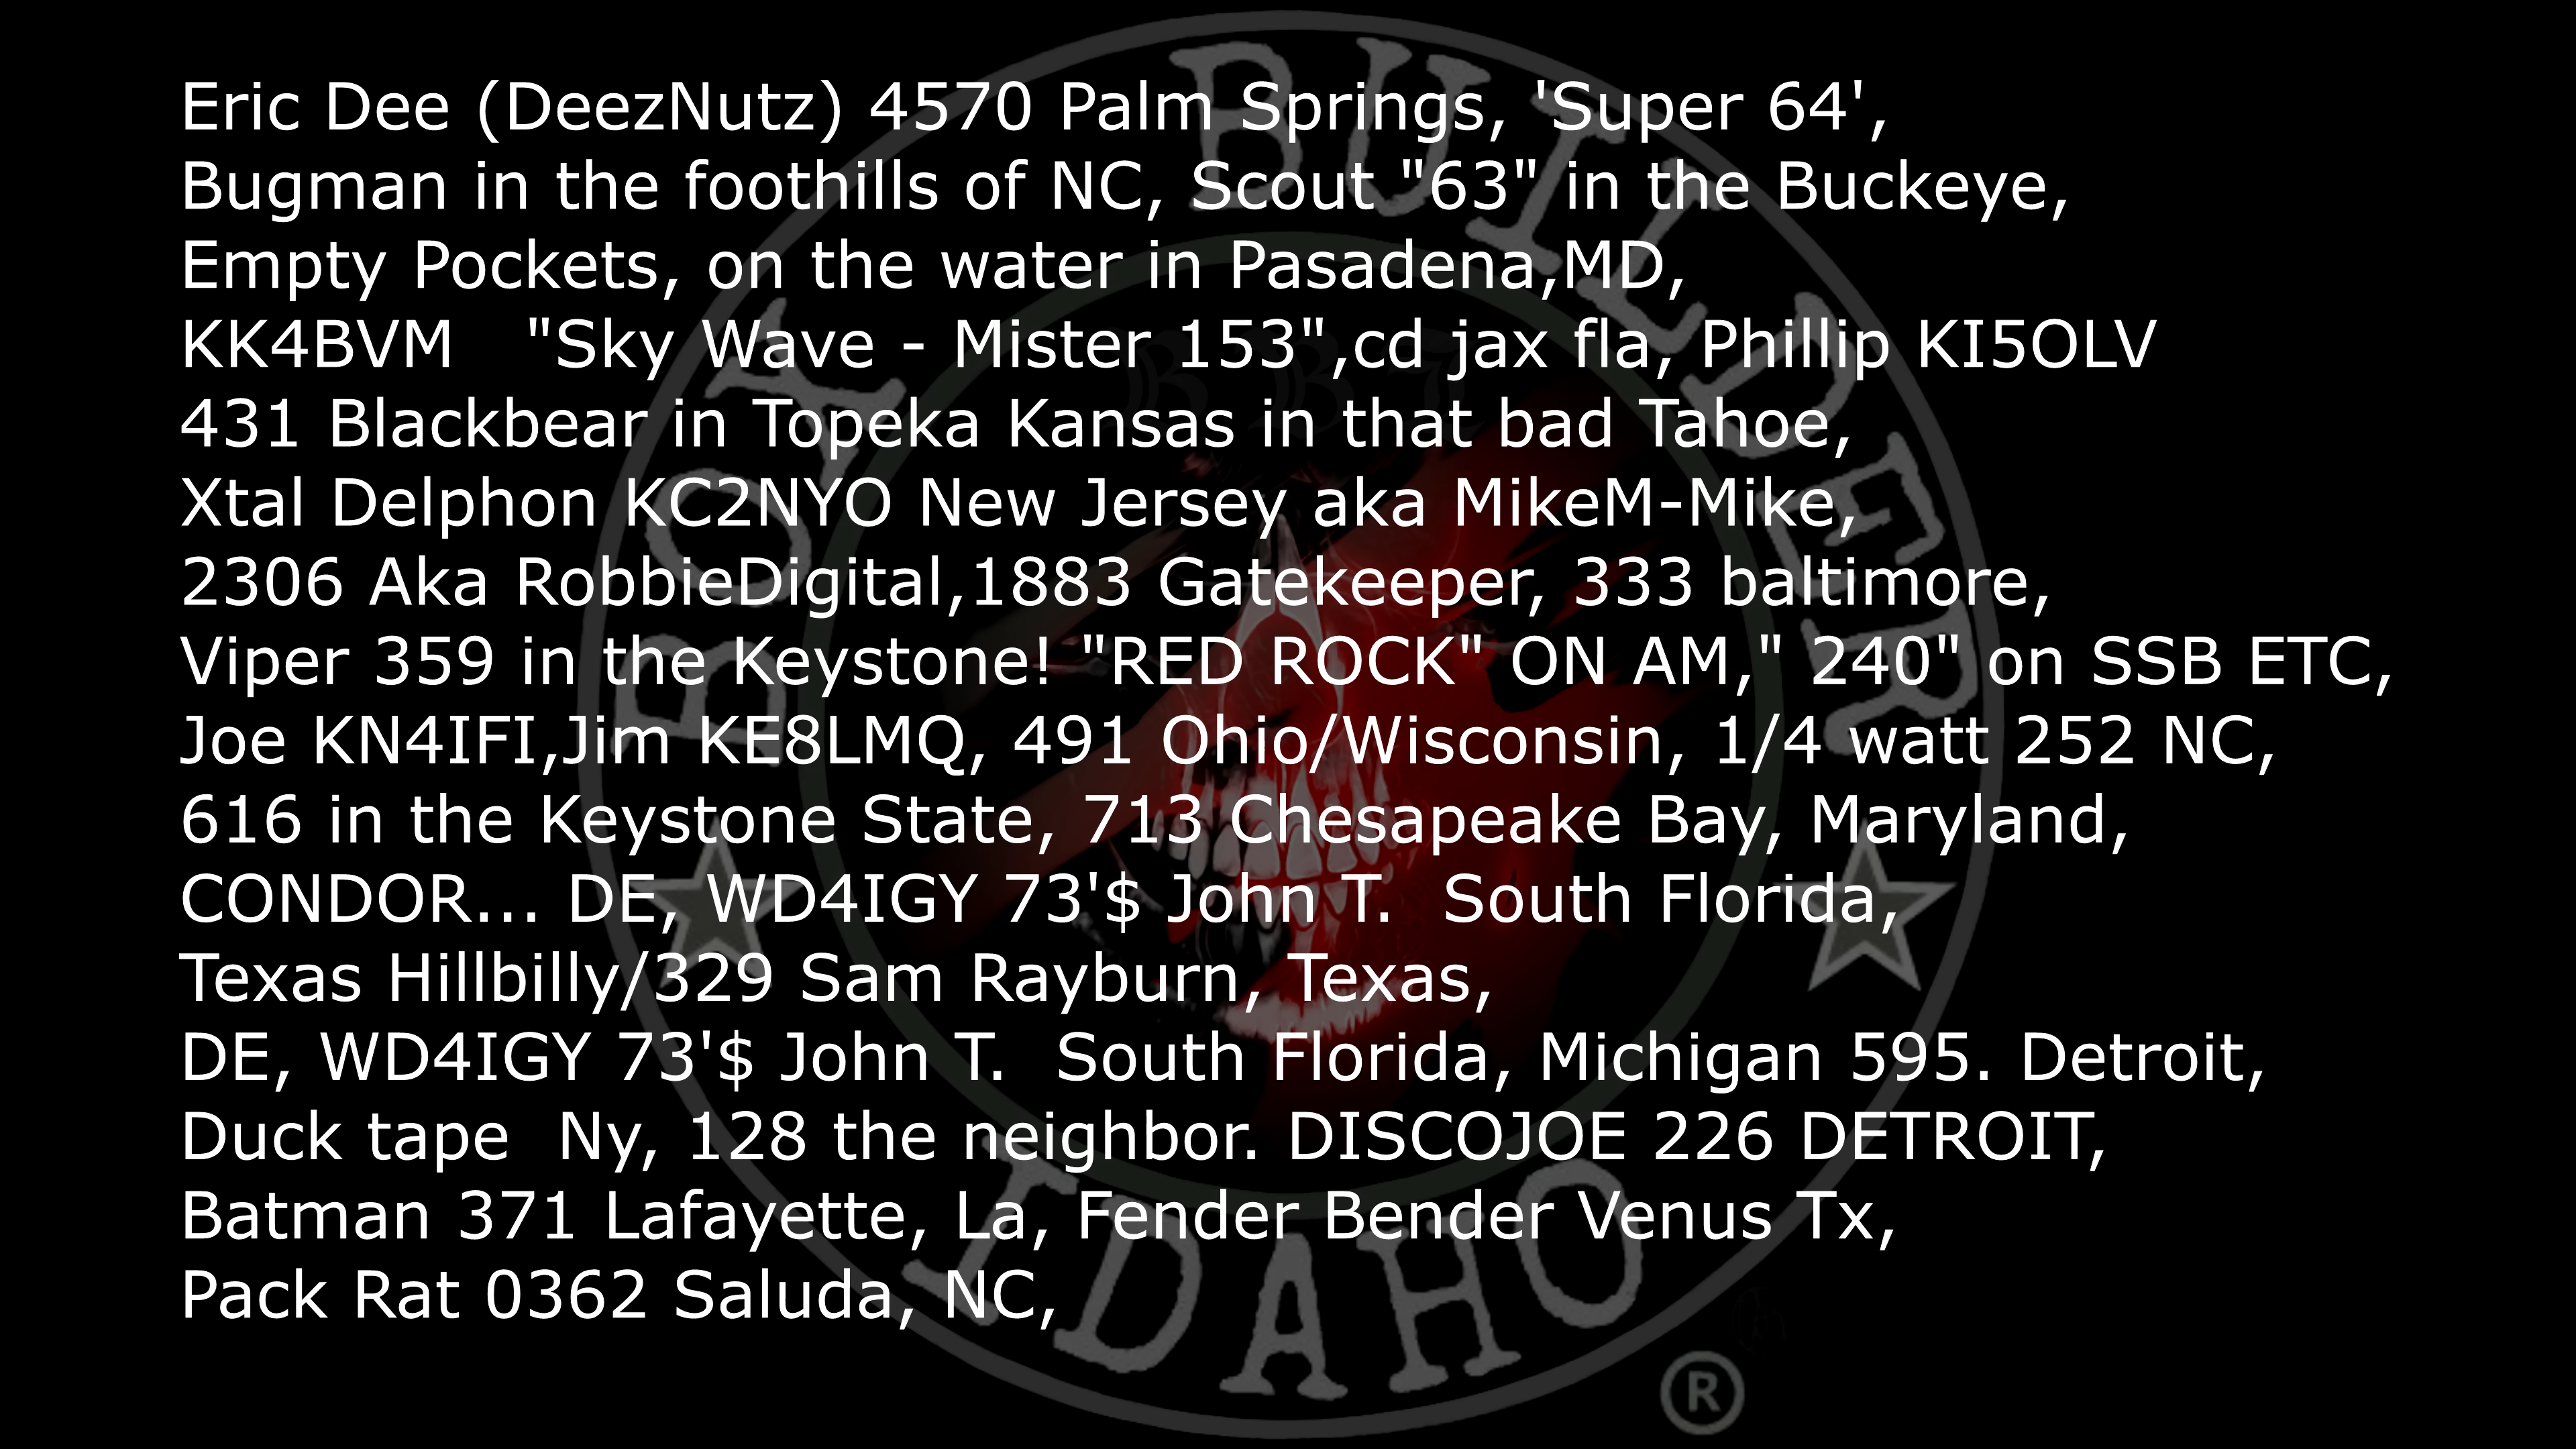 Eric Dee (DeezNutz) 4570 Palm Springs, 'Super 64',
Bugman in the foothills of NC, Scout "63" in the Buckeye,
Empty Pockets, on the water in Pasadena,MD,
KK4BVM   "Sky Wave - Mister 153",cd jax fla, Phillip KI5OLV
431 Blackbear in Topeka Kansas in that bad Tahoe,
Xtal Delphon KC2NYO New Jersey aka MikeM-Mike,
2306 Aka RobbieDigital,1883 Gatekeeper, 333 baltimore,
Viper 359 in the Keystone! "RED ROCK" ON AM," 240" on SSB ETC,
Joe KN4IFI,Jim KE8LMQ, 491 Ohio/Wisconsin, 1/4 watt 252 NC,
616 in the Keystone State, 713 Chesapeake Bay, Maryland,
CONDOR... DE, WD4IGY 73'$ John T.  South Florida,
Texas Hillbilly/329 Sam Rayburn, Texas,
DE, WD4IGY 73'$ John T.  South Florida, Michigan 595. Detroit,
Duck tape  Ny, 128 the neighbor. DISCOJOE 226 DETROIT,
Batman 371 Lafayette, La, Fender Bender Venus Tx,
Pack Rat 0362 Saluda, NC,
BOY BUILDER
IDAHO
®